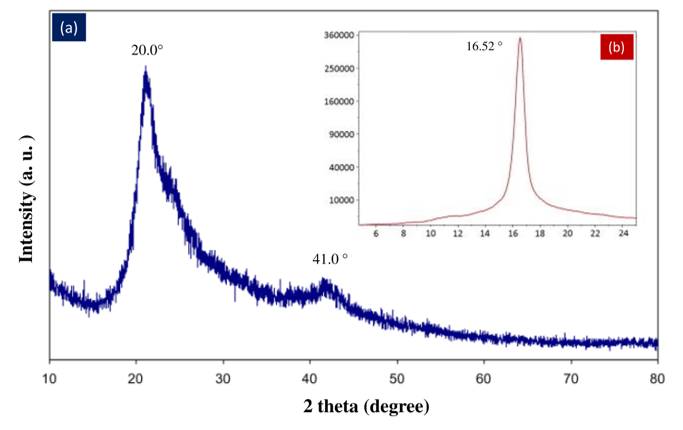 (a)
20.0°
41.0 °
Intensity (a. u. )
10 20 30 40 50 60 70 80
2 theta (degree)
(b)
16.52 °
360000
250000
160000
90000
40000
10000
6 8 10 12 14 16 18 20 22 24